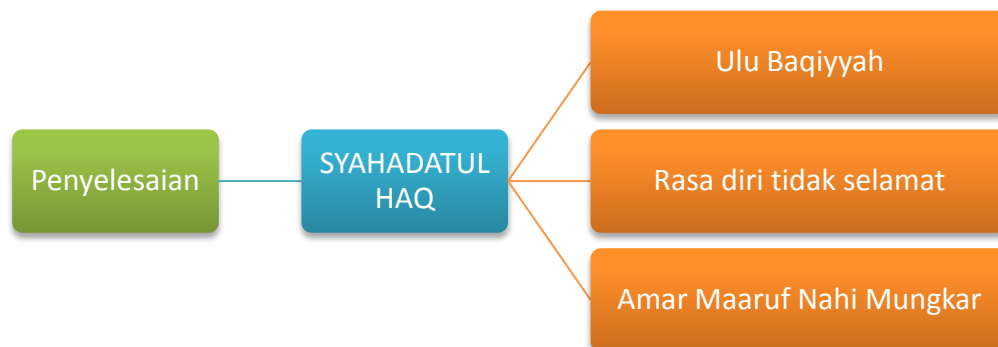 Penyelesaian
SYAHADATUL
HAQ
Ulu Baqiyyah
Rasa diri tidak selamat
Amar Maaruf Nahi Mungkar